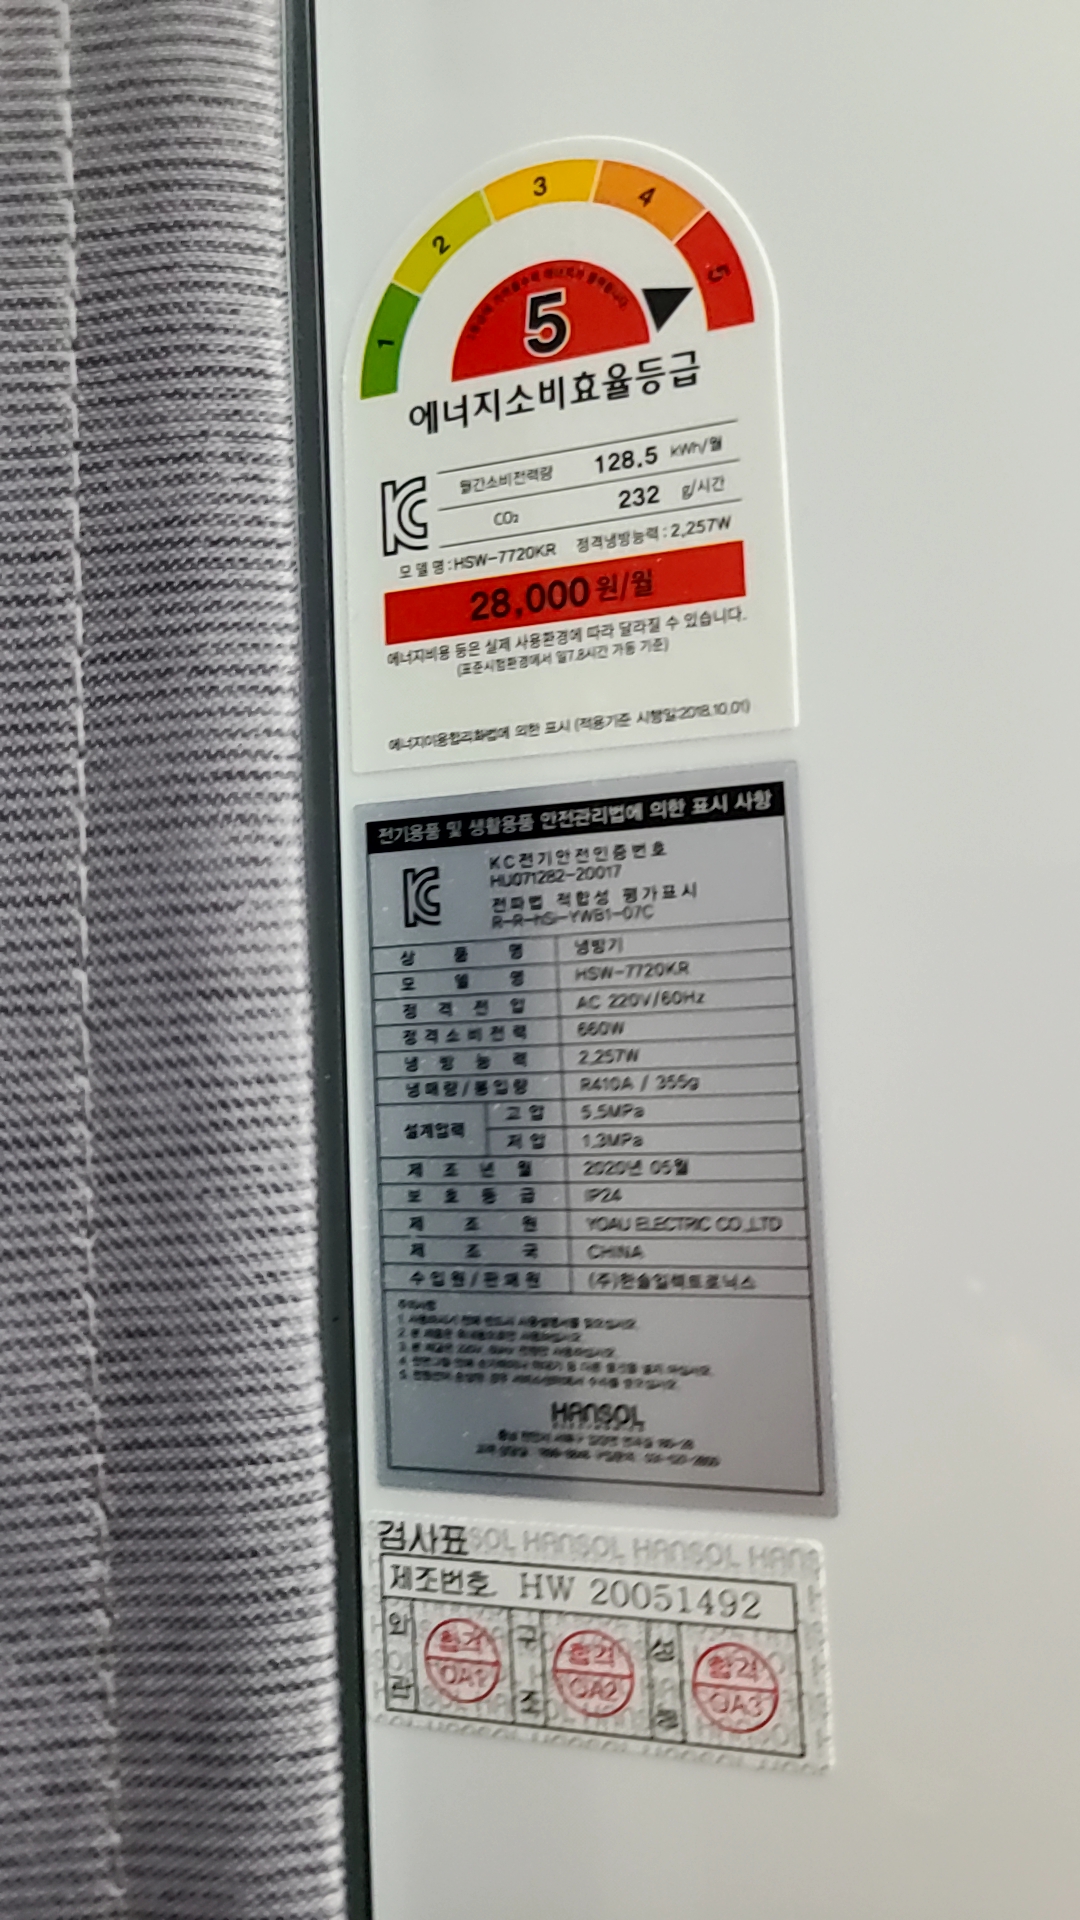 1
2
3
4
5
5
에너지소비효율등급
월간소비전력량 128.5 kWh/월
CO₂ 232 g/시간
모델명:HSW-7720KR 정격냉방능력:2,257W
28,000원/월
에너지비용 등은 실제 사용환경에 따라 달라질 수 있습니다.
(표준시험환경에서 일7.8시간 가동 기준)
에너지이용합리화법에 의한 표시 (적용기준 시행일:2018.10.01)
전기용품 및 생활용품 안전관리법에 의한 표시 사항
KC전기안전인증번호
HU071282-20017
전파법 적합성 평가표시
R-R-hSi-YWB1-07C
상품명 냉방기
모델명 HSW-7720KR
정격전압 AC 220V/60Hz
정격소비전력 660W
냉방능력 2,257W
냉매량/봉입량 R410A / 355g
설계압력 고압 5.5MPa
저압 1.3MPa
제조년월 2020년 05월
보호등급 IP24
제조원 YOAU ELECTRIC CO.,LTD
제조국 CHINA
수입원/판매원 (주)한솔일렉트로닉스
주의사항
HANSOL
검사표
제조번호 HW 20051492
외관 합격 QA1 구조 합격 QA2 성능 합격 QA3